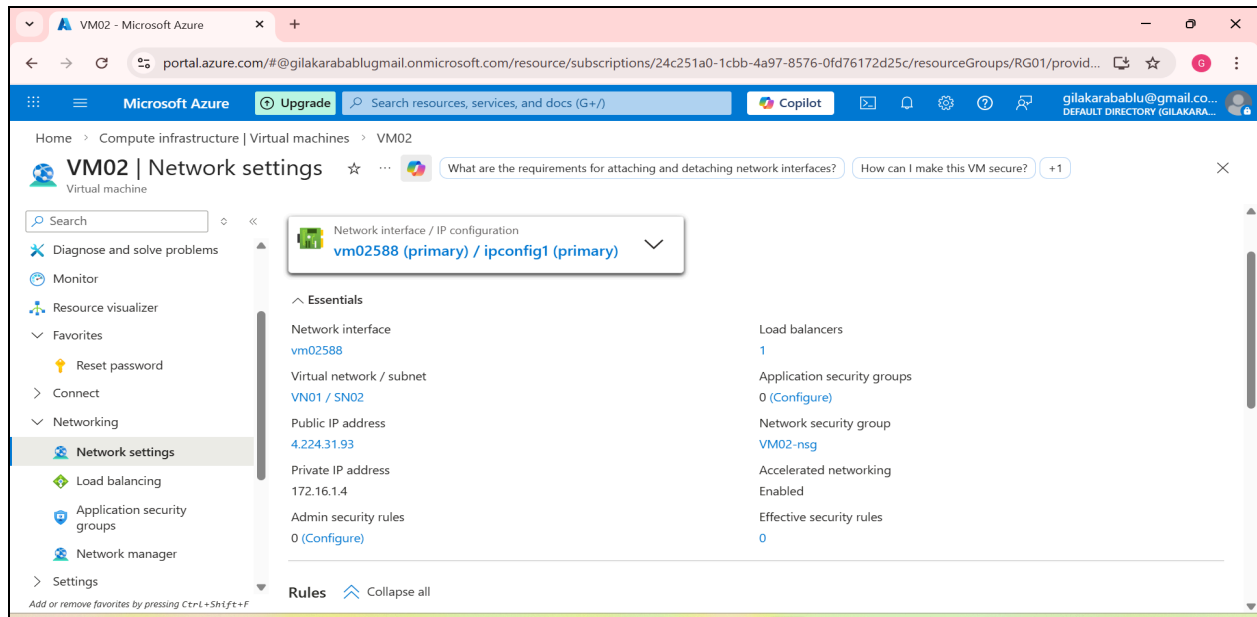 VM02 - Microsoft Azure
portal.azure.com/#@gilakarabablugmail.onmicrosoft.com/resource/subscriptions/24c251a0-1cbb-4a97-8576-0fd76172d25c/resourceGroups/RG01/provid...
G
Microsoft Azure
Upgrade
Search resources, services, and docs (G+/)
Copilot
gilakarabablu@gmail.co...
DEFAULT DIRECTORY (GILAKARA...
Home > Compute infrastructure | Virtual machines > VM02
VM02 | Network settings
What are the requirements for attaching and detaching network interfaces?
How can I make this VM secure?
+1
Virtual machine
Search
Diagnose and solve problems
Monitor
Resource visualizer
Favorites
Reset password
Connect
Networking
Network settings
Load balancing
Application security
groups
Network manager
Settings
Add or remove favorites by pressing Ctrl+Shift+F
Network interface / IP configuration
vm02588 (primary) / ipconfig1 (primary)
Essentials
Network interface
vm02588
Virtual network / subnet
VN01 / SN02
Public IP address
4.224.31.93
Private IP address
172.16.1.4
Admin security rules
0 (Configure)
Load balancers
1
Application security groups
0 (Configure)
Network security group
VM02-nsg
Accelerated networking
Enabled
Effective security rules
0
Rules
Collapse all